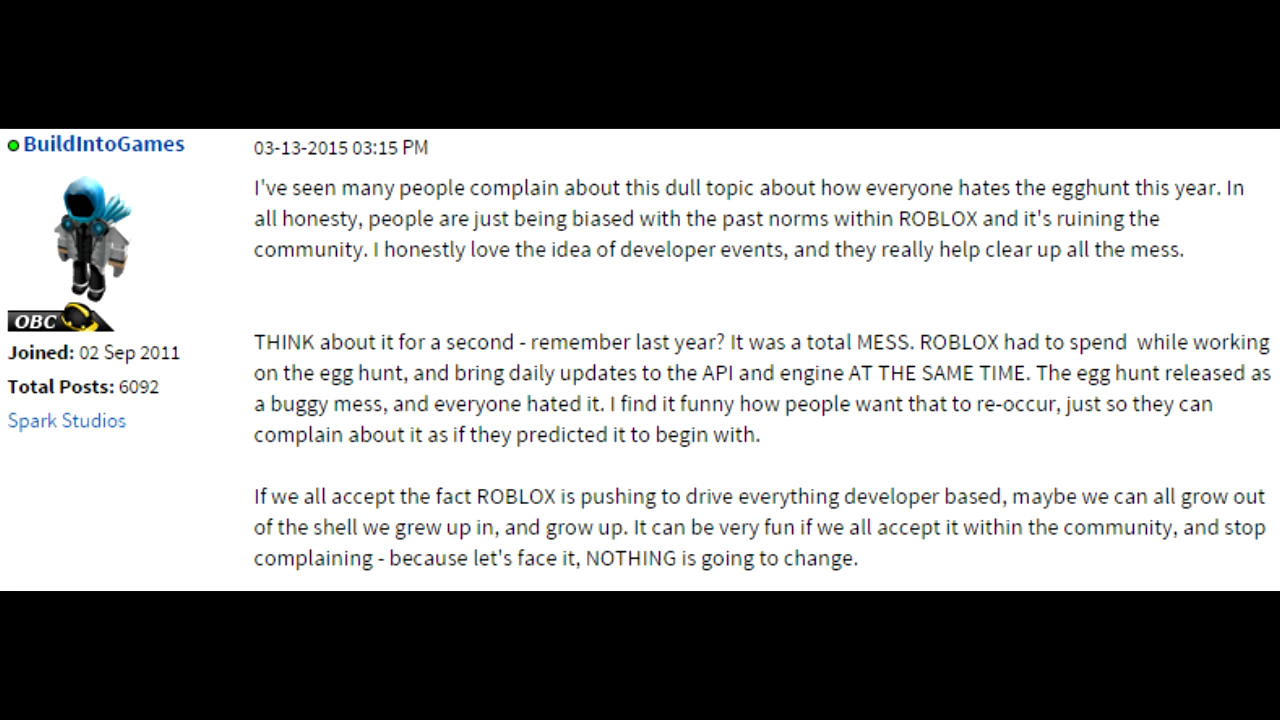 BuildIntoGames
03-13-2015 03:15 PM
I've seen many people complain about this dull topic about how everyone hates the egghunt this year. In
all honesty, people are just being biased with the past norms within ROBLOX and it's ruining the
community. I honestly love the idea of developer events, and they really help clear up all the mess.
OBC
Joined: 02 Sep 2011
Total Posts: 6092
Spark Studios
THINK about it for a second - remember last year? It was a total MESS. ROBLOX had to spend  while working
on the egg hunt, and bring daily updates to the API and engine AT THE SAME TIME. The egg hunt released as
a buggy mess, and everyone hated it. I find it funny how people want that to re-occur, just so they can
complain about it as if they predicted it to begin with.
If we all accept the fact ROBLOX is pushing to drive everything developer based, maybe we can all grow out
of the shell we grew up in, and grow up. It can be very fun if we all accept it within the community, and stop
complaining - because let's face it, NOTHING is going to change.